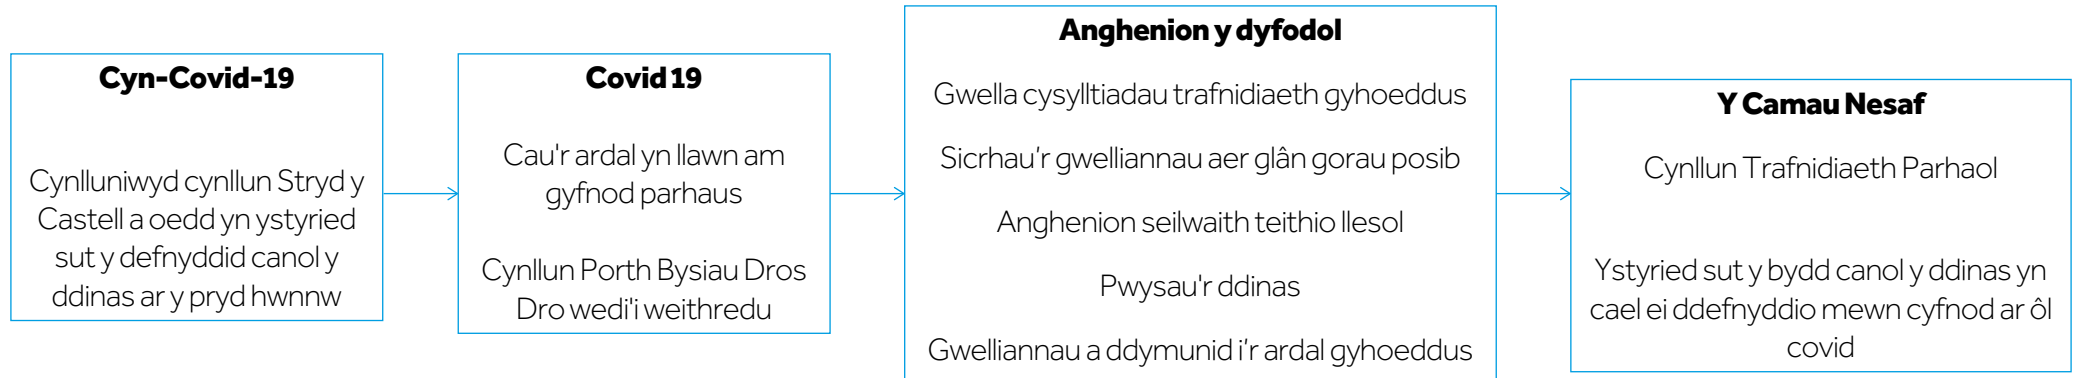 Cyn-Covid-19
Cynlluniwyd cynllun Stryd y
Castell a oedd yn ystyried
sut y defnyddid canol y
ddinas ar y pryd hwnnw
Covid 19
Cau'r ardal yn llawn am
gyfnod parhaus
Cynllun Porth Bysiau Dros
Dro wedi'i weithredu
Anghenion y dyfodol
Gwella cysylltiadau trafnidiaeth gyhoeddus
Sicrhau'r gwelliannau aer glân gorau posib
Anghenion seilwaith teithio llesol
Pwysau'r ddinas
Gwelliannau a ddymunid i'r ardal gyhoeddus
Y Camau Nesaf
Cynllun Trafnidiaeth Parhaol
Ystyried sut y bydd canol y ddinas yn
cael ei ddefnyddio mewn cyfnod ar ôl
covid